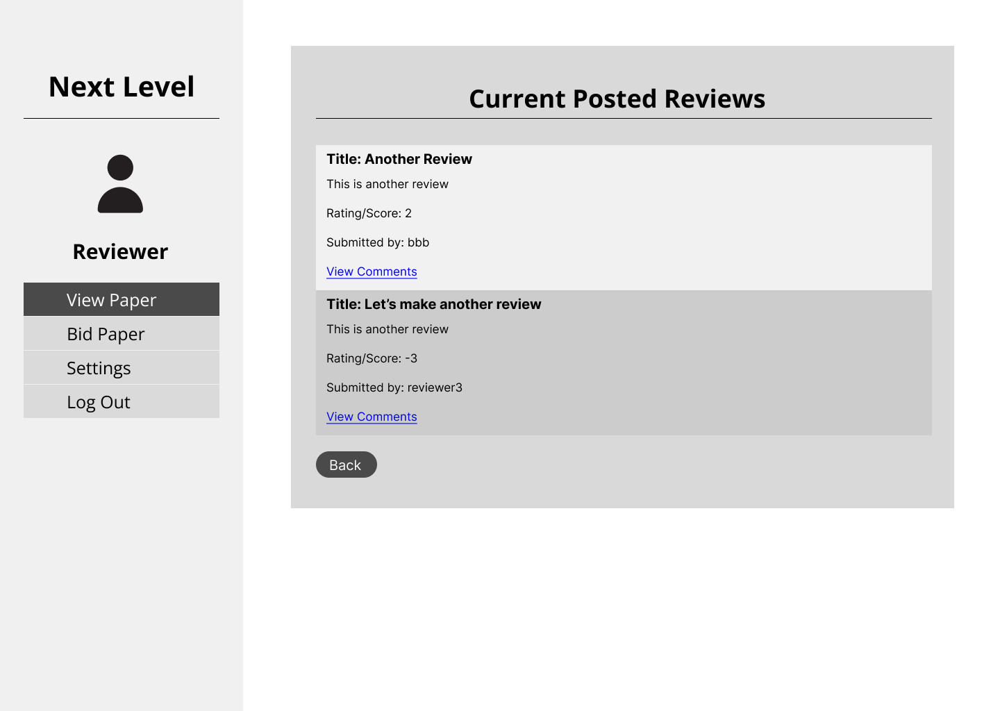 Next Level
Reviewer
View Paper
Bid Paper
Settings
Log Out
Current Posted Reviews
Title: Another Review
This is another review
Rating/Score: 2
Submitted by: bbb
View Comments
Title: Let’s make another review
This is another review
Rating/Score: -3
Submitted by: reviewer3
View Comments
Back